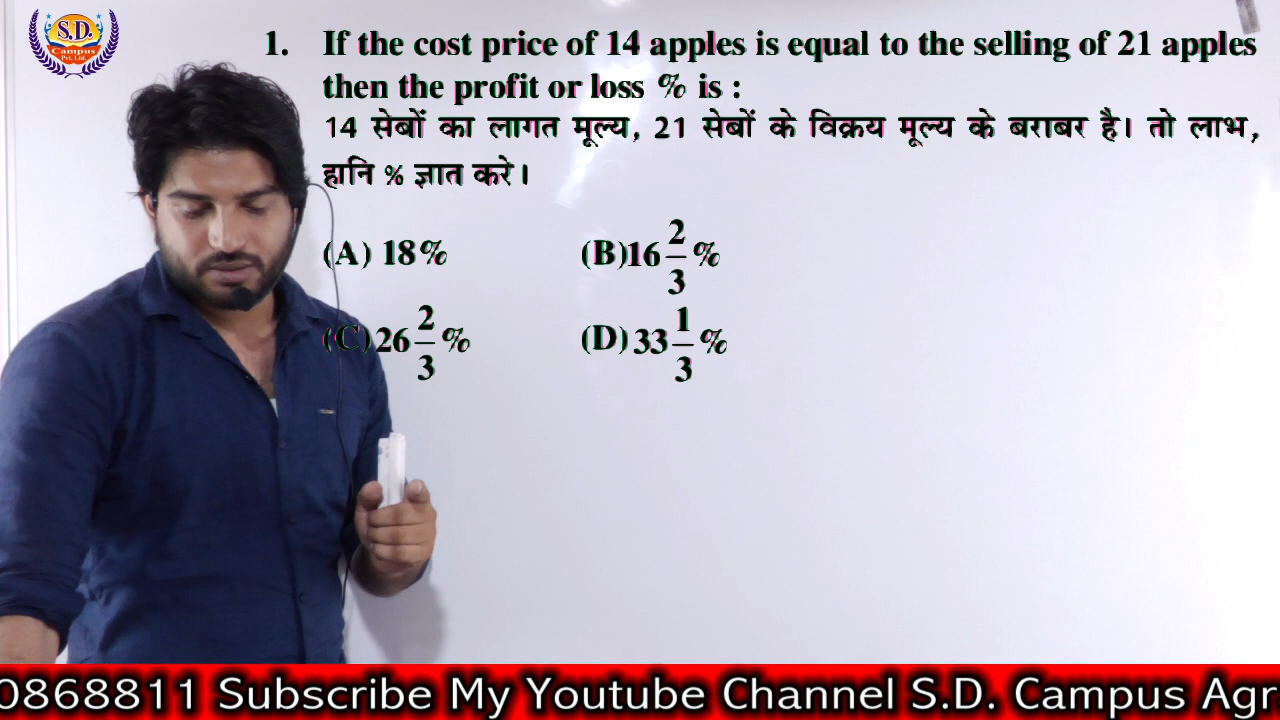 S.D.
Campus
Pvt. Ltd.
1. If the cost price of 14 apples is equal to the selling of 21 apples
then the profit or loss % is :
14 सेबों का लागत मूल्य, 21 सेबों के विक्रय मूल्य के बराबर है। तो लाभ,
हानि % ज्ञात करे।
(A) 18% (B) 16 2/3 %
(C) 26 2/3 % (D) 33 1/3 %
0868811 Subscribe My Youtube Channel S.D. Campus Agr